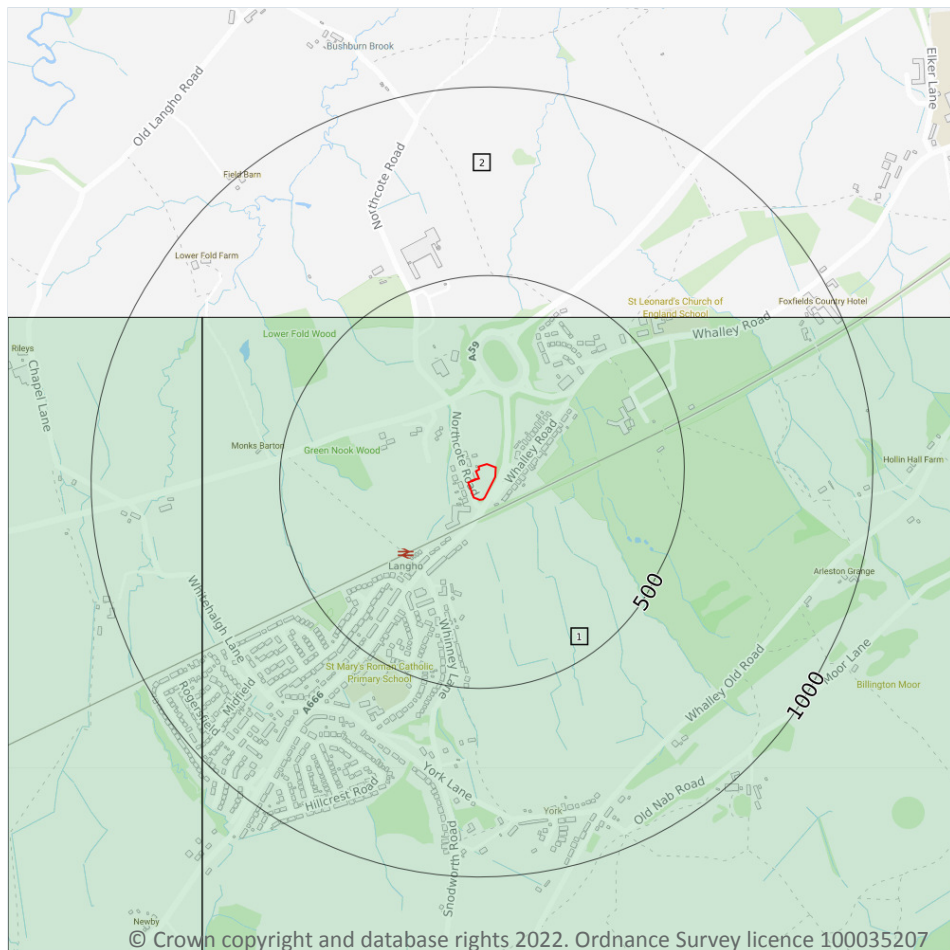 Bushburn Brook
Elker Lane
Old Langho Road
2
Field Barn
Northcote Road
Lower Fold Farm
St Leonard's Church of
England School
Foxfields Country Hotel
Lower Fold Wood
Whalley Road
Rileys
A59
Chapel Lane
Monks Barton
Green Nook Wood
Northcote Road
Whalley Road
Hollin Hall Farm
Langho
500
Arleston Grange
Whitehalgh Lane
Whinney Lane
1
Moor Lane
St Mary's Roman Catholic
Primary School
Midfield
Rogersfield
A666
Whalley Old Road
1000
Billington Moor
Hillcrest Road
York Lane
York
Old Nab Road
Snodworth Road
Newby
© Crown copyright and database rights 2022. Ordnance Survey licence 100035207